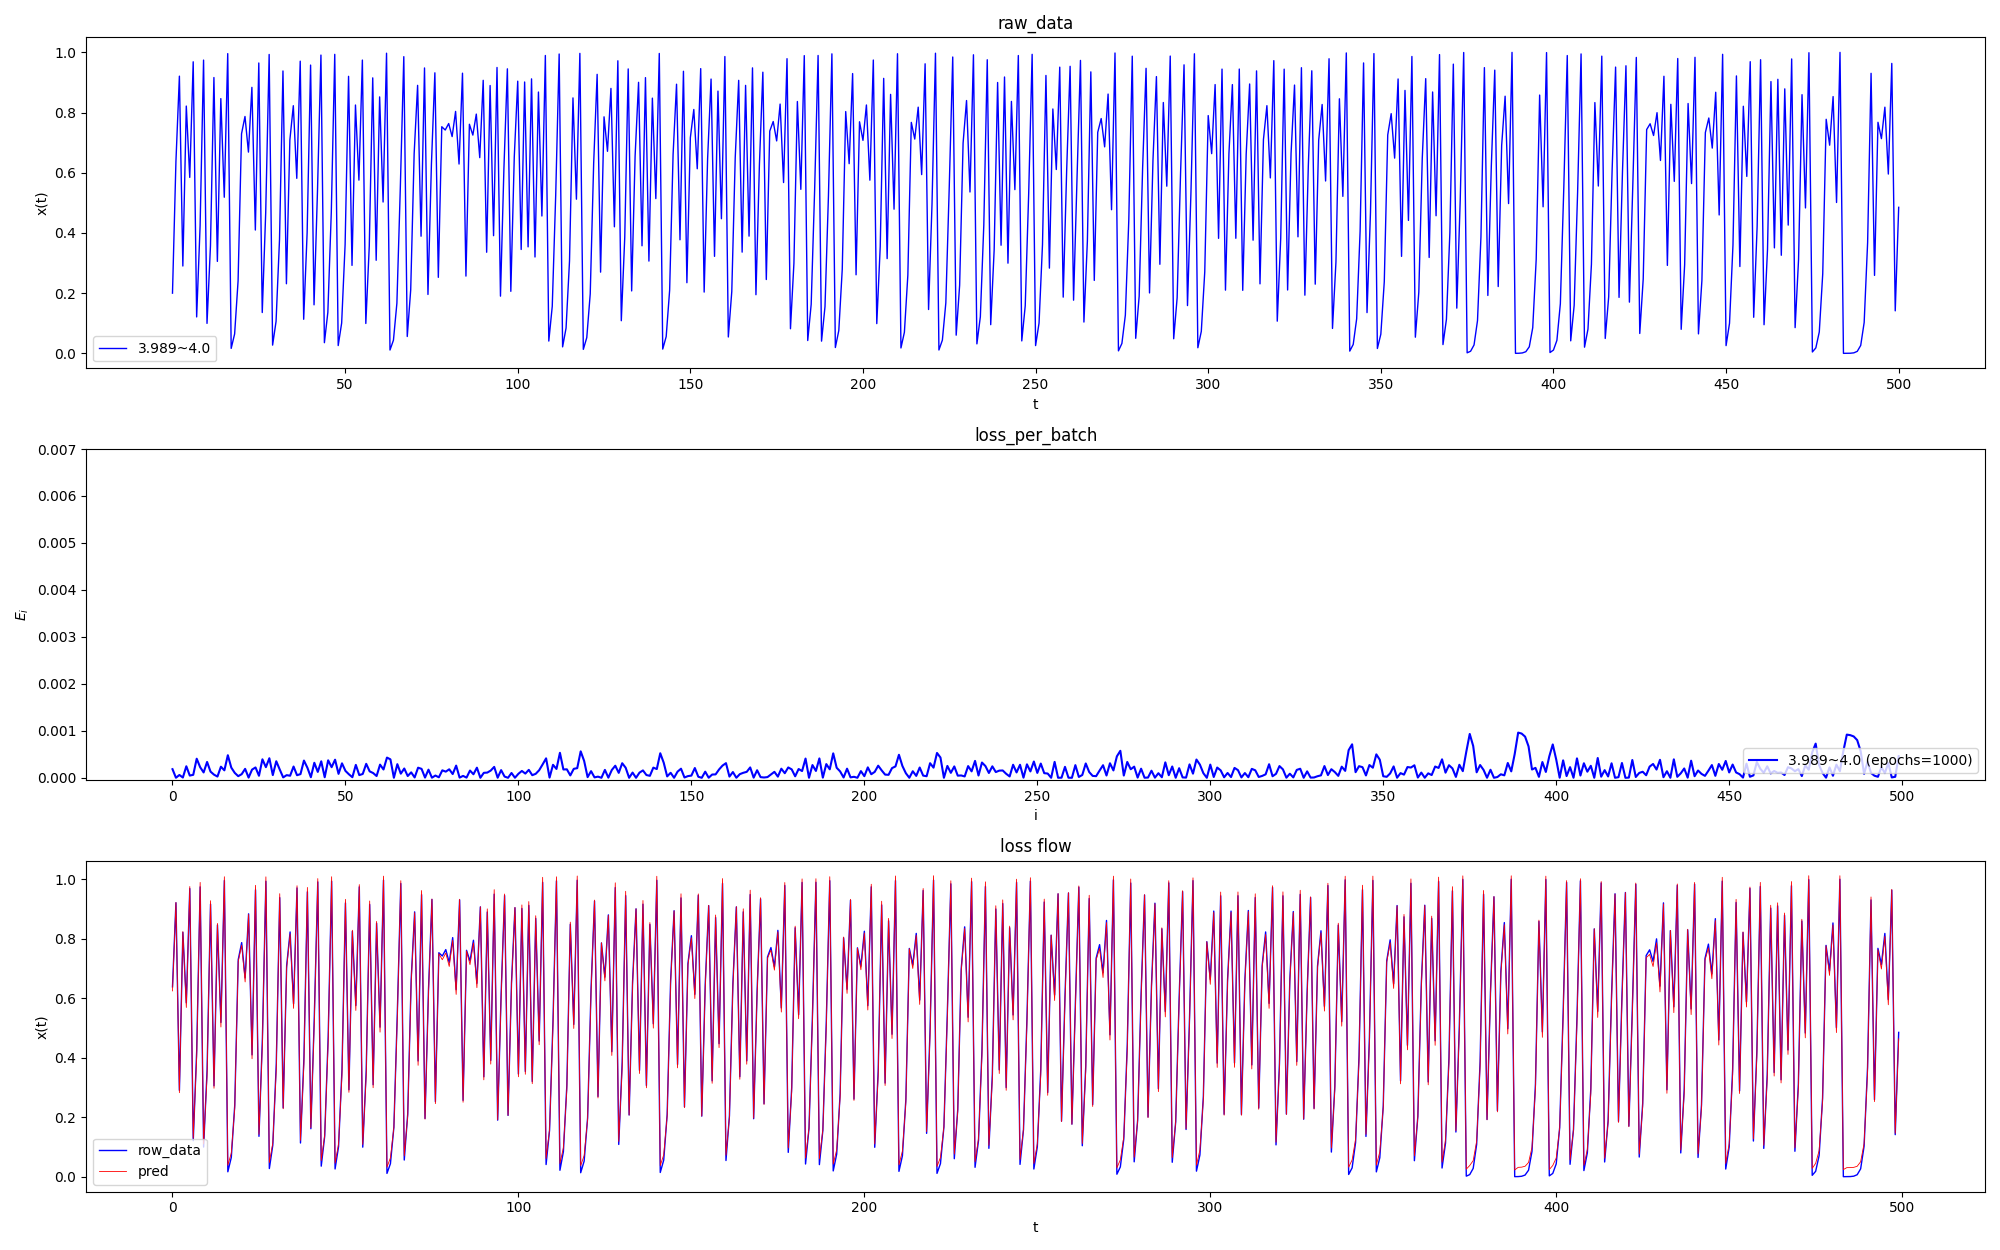 raw_data
1.0
0.8
0.6
0.4
0.2
0.0
x(t)
3.989~4.0
50 100 150 200 250 300 350 400 450 500
t
loss_per_batch
0.007
0.006
0.005
0.004
0.003
0.002
0.001
0.000
E_i
3.989~4.0 (epochs=1000)
0 50 100 150 200 250 300 350 400 450 500
i
loss flow
1.0
0.8
0.6
0.4
0.2
0.0
x(t)
row_data
pred
0 100 200 300 400 500
t